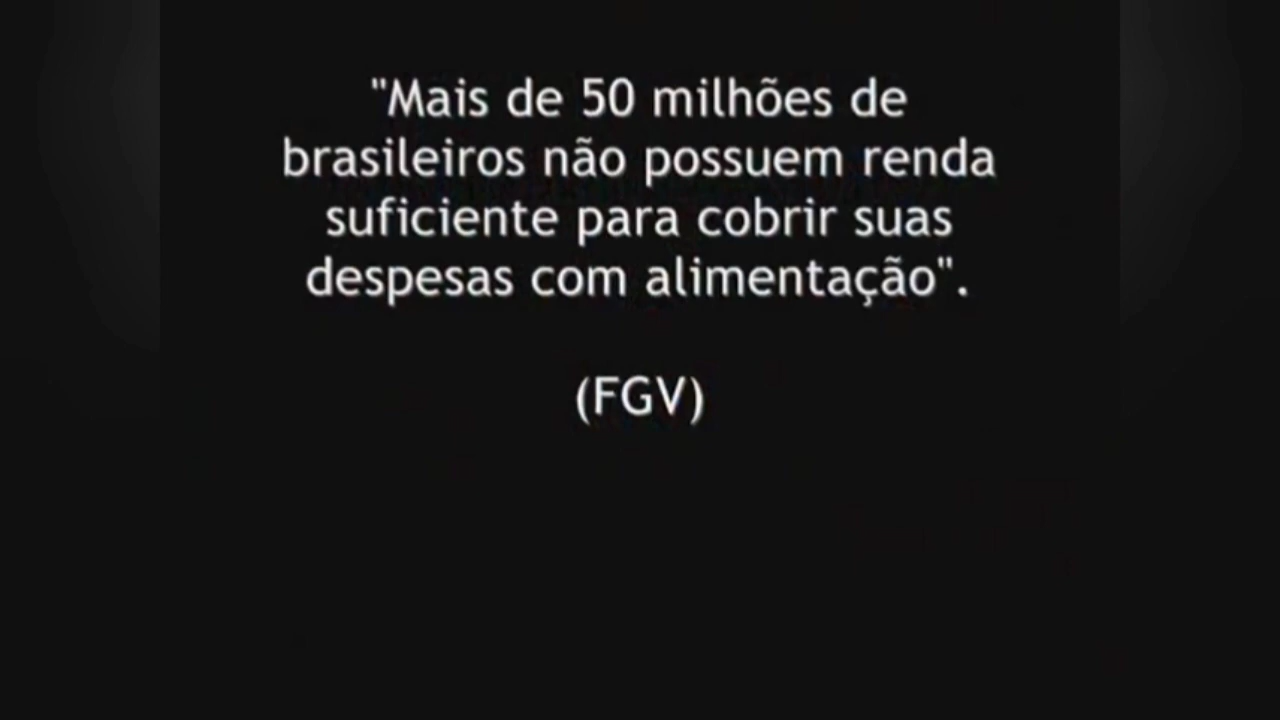 "Mais de 50 milhões de
brasileiros não possuem renda
suficiente para cobrir suas
despesas com alimentação".
(FGV)